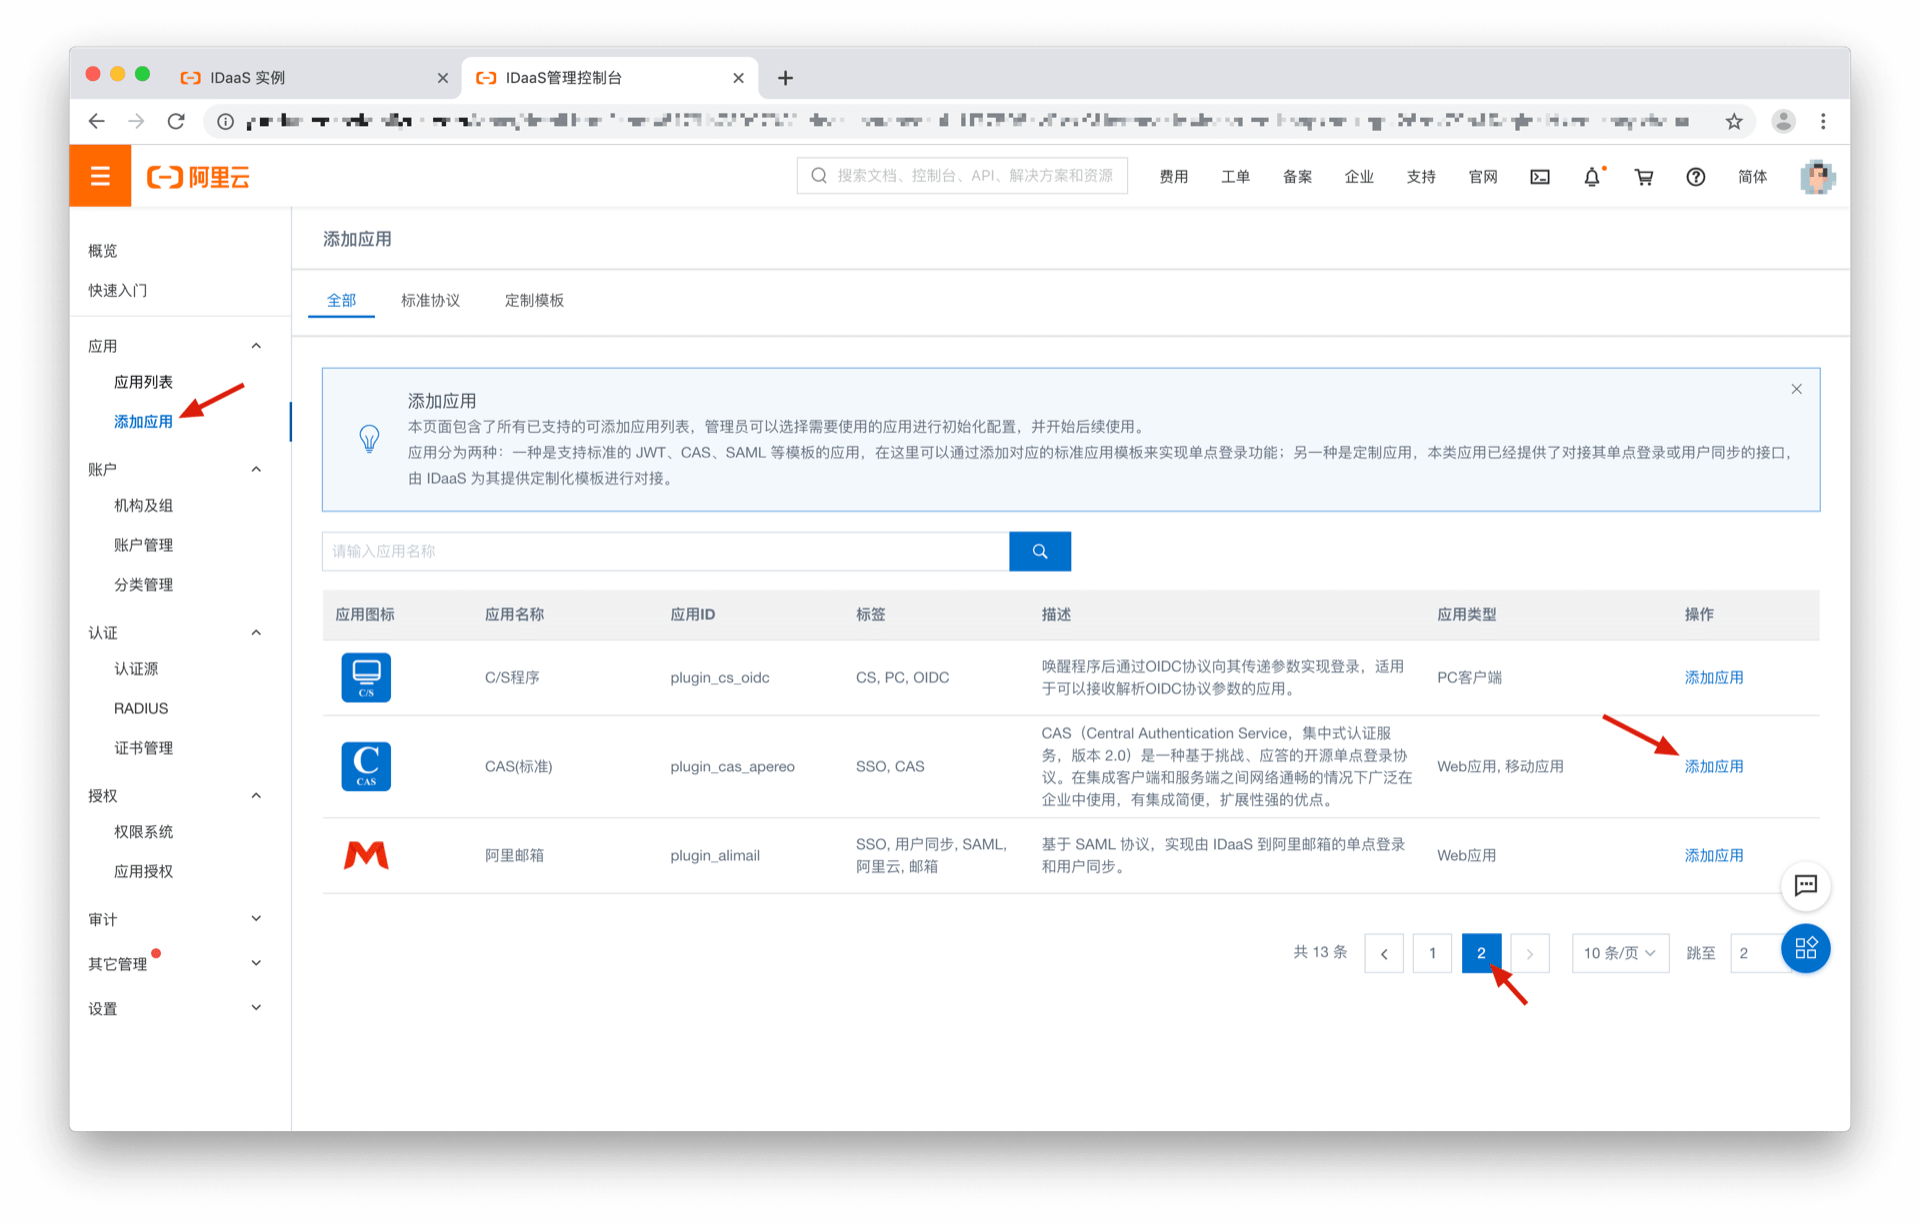 IDaaS 实例
IDaaS管理控制台
阿里云
搜索文档、控制台、API、解决方案和资源
费用
工单
备案
企业
支持
官网
简体
概览
快速入门
应用
应用列表
添加应用
账户
机构及组
账户管理
分类管理
认证
认证源
RADIUS
证书管理
授权
权限系统
应用授权
审计
其它管理
设置
添加应用
全部
标准协议
定制模板
添加应用
本页面包含了所有已支持的可添加应用列表，管理员可以选择需要使用的应用进行初始化配置，并开始后续使用。
应用分为两种：一种是支持标准的 JWT、CAS、SAML 等模板的应用，在这里可以通过添加对应的标准应用模板来实现单点登录功能；另一种是定制应用，本类应用已经提供了对接其单点登录或用户同步的接口，
由 IDaaS 为其提供定制化模板进行对接。
请输入应用名称
应用图标 应用名称 应用ID 标签 描述 应用类型 操作
C/S
C/S程序
plugin_cs_oidc
CS, PC, OIDC
唤醒程序后通过OIDC协议向其传递参数实现登录，适用
于可以接收解析OIDC协议参数的应用。
PC客户端
添加应用
C
CAS
CAS(标准)
plugin_cas_apereo
SSO, CAS
CAS（Central Authentication Service，集中式认证服
务，版本 2.0）是一种基于挑战、应答的开源单点登录协
议。在集成客户端和服务端之间网络通畅的情况下广泛在
企业中使用，有集成简便，扩展性强的优点。
Web应用, 移动应用
添加应用
阿里邮箱
plugin_alimail
SSO, 用户同步, SAML,
阿里云, 邮箱
基于 SAML 协议，实现由 IDaaS 到阿里邮箱的单点登录
和用户同步。
Web应用
添加应用
共 13 条
1
2
10 条/页
跳至
2